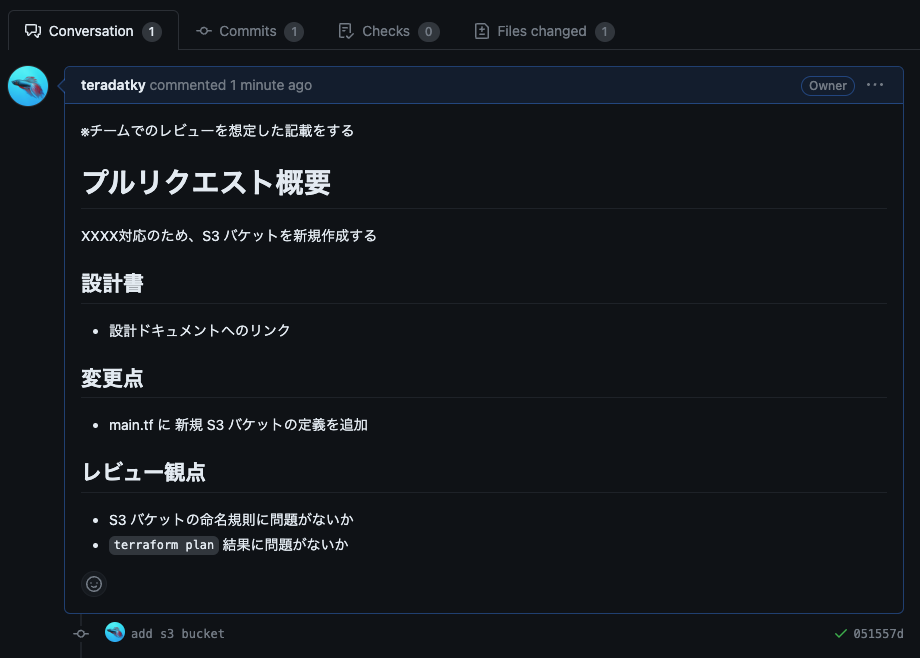 Conversation 1 Commits 1 Checks 0 Files changed 1
teradatky commented 1 minute ago Owner ...
※チームでのレビューを想定した記載をする
プルリクエスト概要
XXXX対応のため、S3 バケットを新規作成する
設計書
• 設計ドキュメントへのリンク
変更点
• main.tf に 新規 S3 バケットの定義を追加
レビュー観点
• S3 バケットの命名規則に問題がないか
• terraform plan 結果に問題がないか
add s3 bucket 051557d